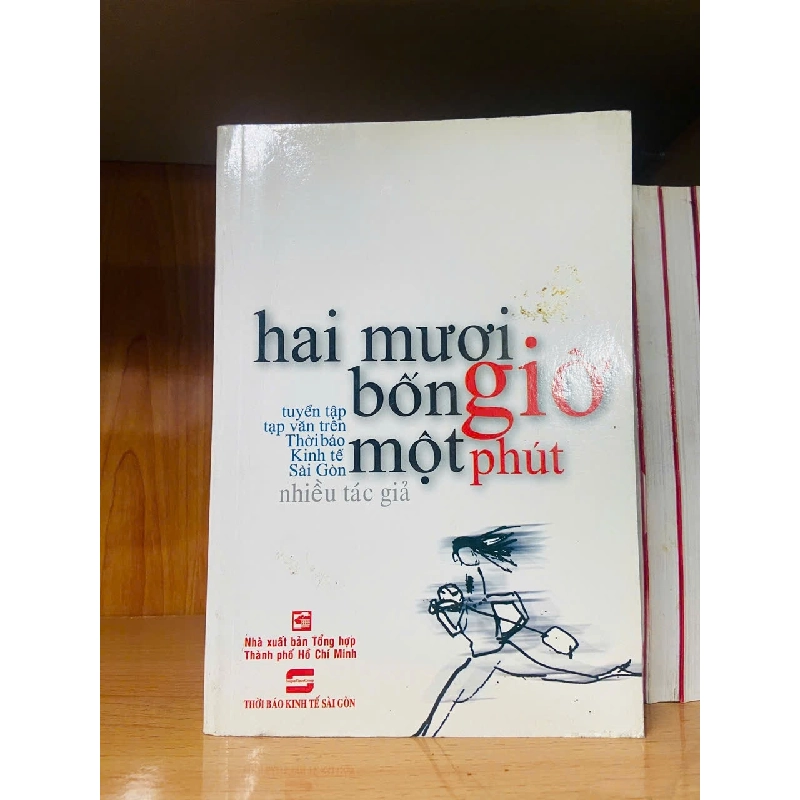 hai mươi
bốn giờ
một phút
tuyển tập
tạp văn trên
Thời báo
Kinh tế
Sài Gòn
nhiều tác giả
Nhà xuất bản Tổng hợp
Thành phố Hồ Chí Minh
THỜI BÁO KINH TẾ SÀI GÒN